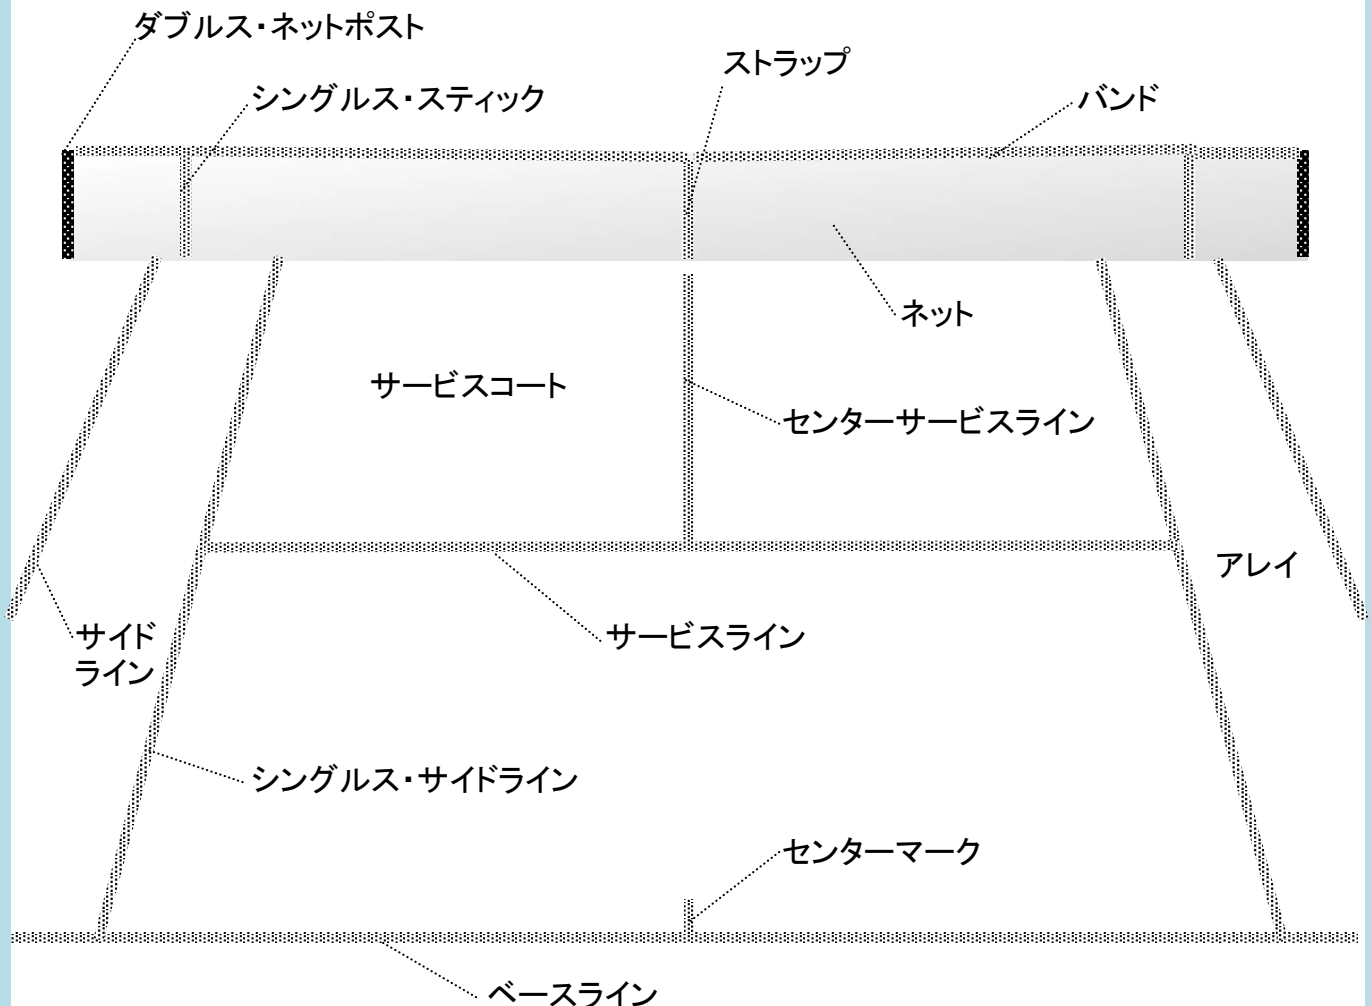 ダブルス・ネットポスト
ストラップ
シングルス・スティック
バンド
ネット
サービスコート
センターサービスライン
アレイ
サイド
ライン
サービスライン
シングルス・サイドライン
センターマーク
ベースライン